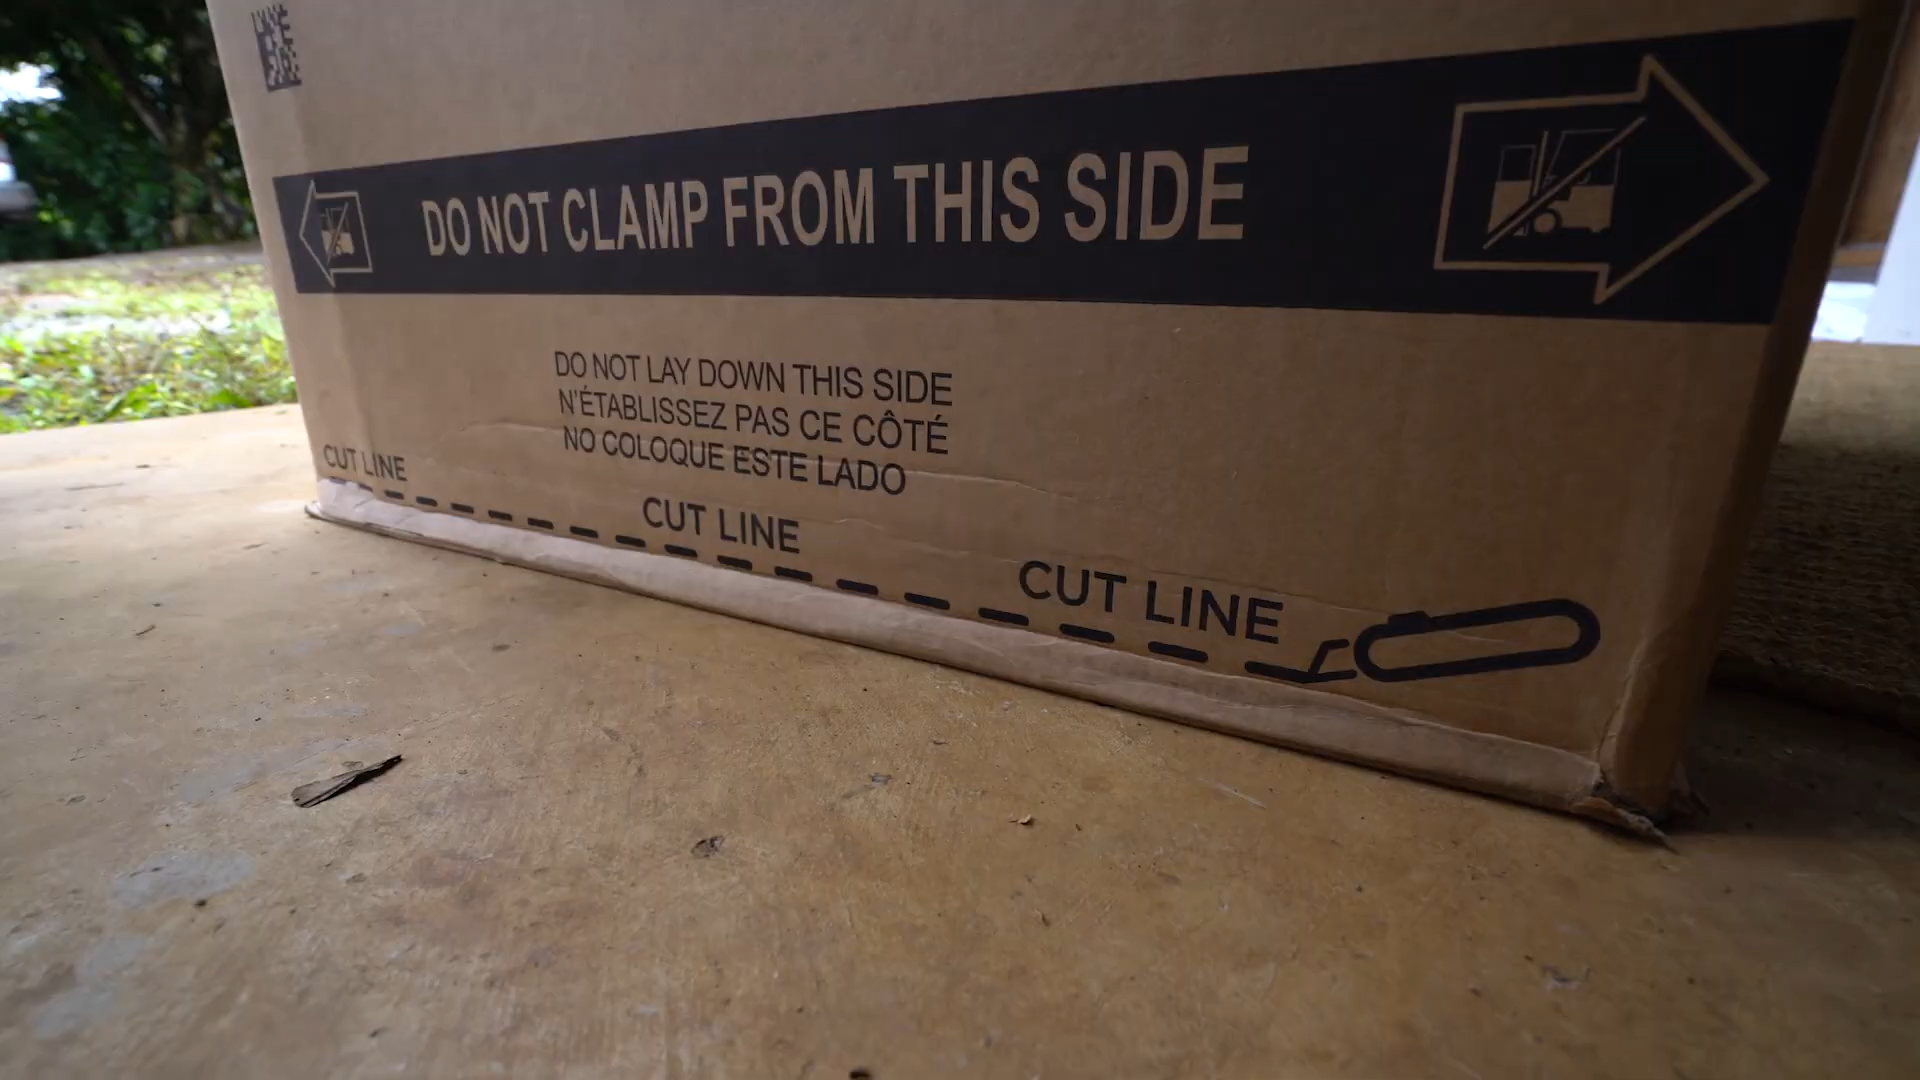 DO NOT CLAMP FROM THIS SIDE
DO NOT LAY DOWN THIS SIDE
N'ÉTABLISSEZ PAS CE CÔTÉ
NO COLOQUE ESTE LADO
CUT LINE
CUT LINE
CUT LINE